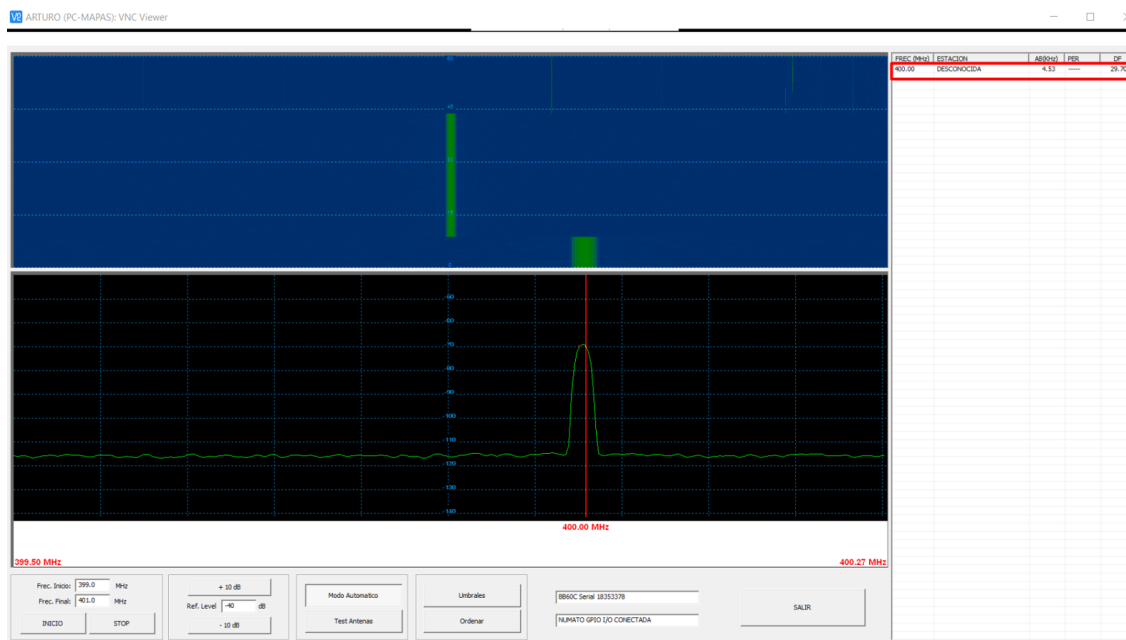 ARTURO (PC-MAPAS): VNC Viewer
FREC (MHz) ESTACION AB(KHz) PER DF
400.00 DESCONOCIDA 4.53 ----- 29.70
-60
-70
-80
-90
-100
-110
-130
-130
-140
400.00 MHz
399.50 MHz 400.27 MHz
Frec. Inicio: 399.0 MHz
Frec. Final: 401.0 MHz
INICIO STOP
+ 10 dB
Ref. Level -40 dB
- 10 dB
Modo Automatico
Test Antenas
Umbrales
Ordenar
BB60C Serial 18353378
NUMATO GPIO I/O CONECTADA
SALIR